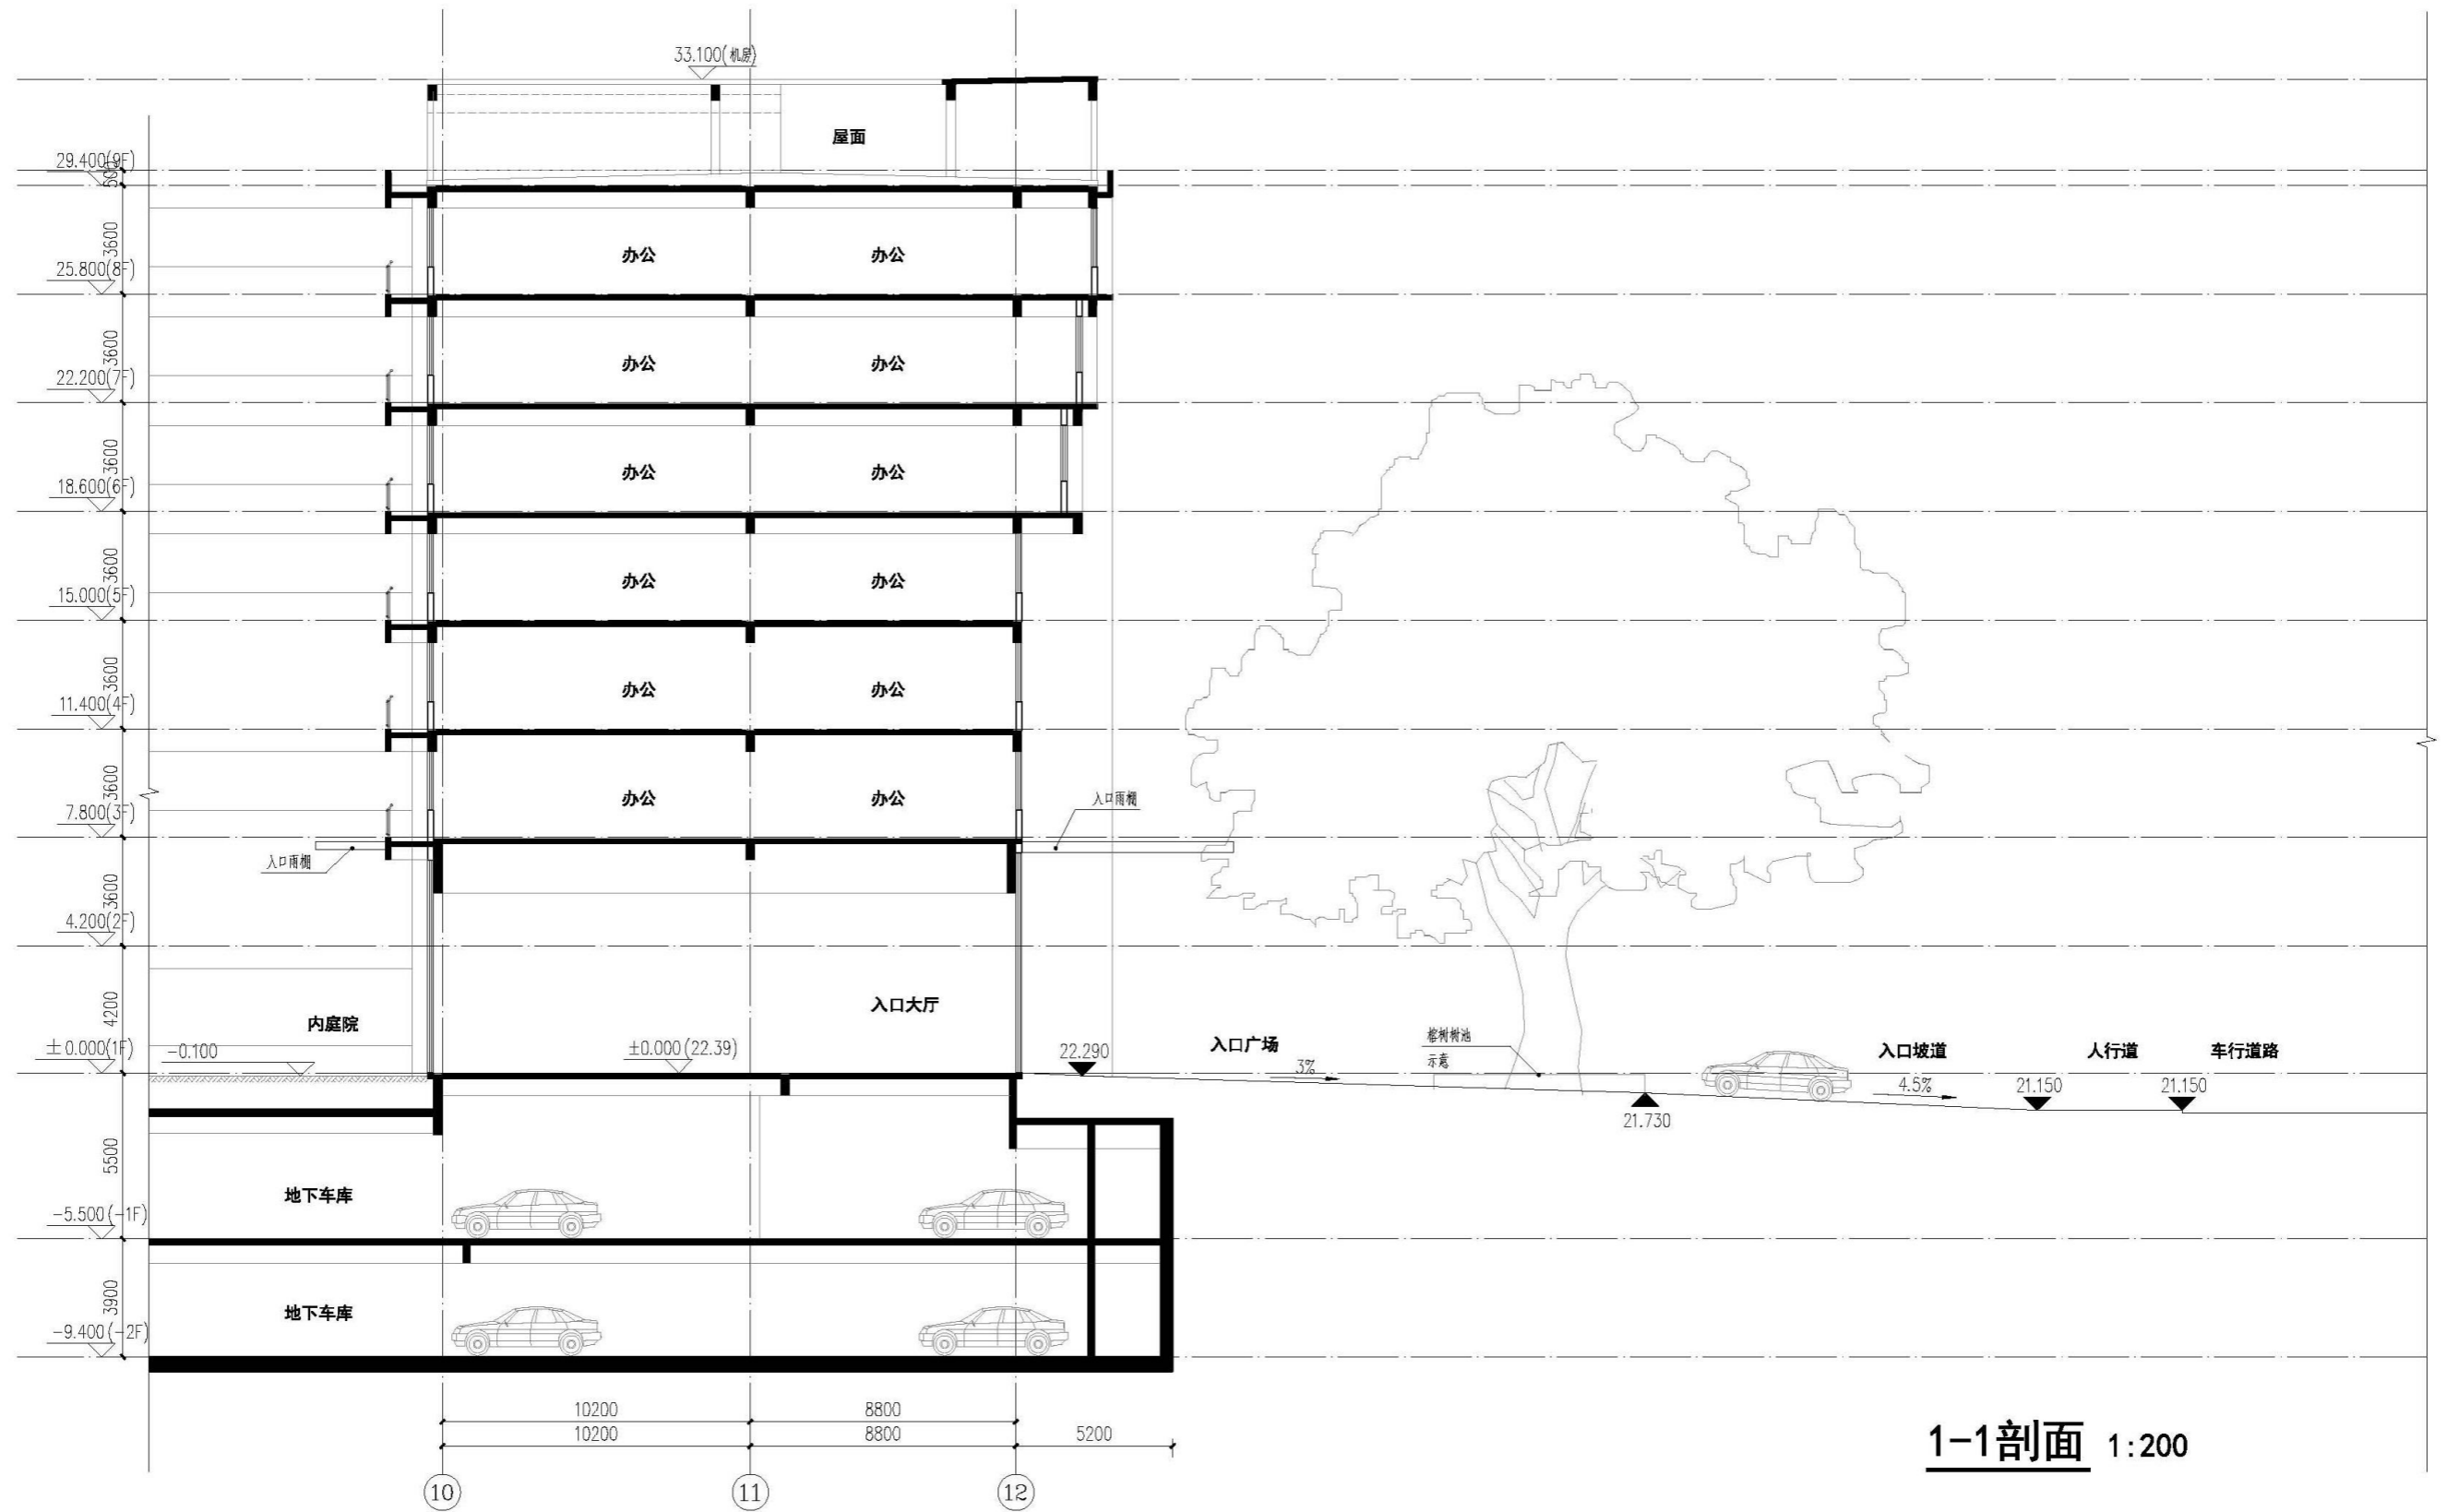 33.100(机房)
屋面
29.400(9F)
500
3600
办公 办公
25.800(8F)
3600
办公 办公
22.200(7F)
3600
办公 办公
18.600(6F)
3600
办公 办公
15.000(5F)
3600
办公 办公
11.400(4F)
3600
办公 办公
入口雨棚
7.800(3F)
入口雨棚
3600
4.200(2F)
4200
入口大厅
内庭院
±0.000(1F)
-0.100
±0.000(22.39)
22.290
入口广场
3%
榕树树池
示意
21.730
入口坡道
4.5%
人行道
21.150
车行道路
21.150
5500
地下车库
-5.500(-1F)
3900
地下车库
-9.400(-2F)
10200 8800
10200 8800 5200
10 11 12
1-1剖面 1:200